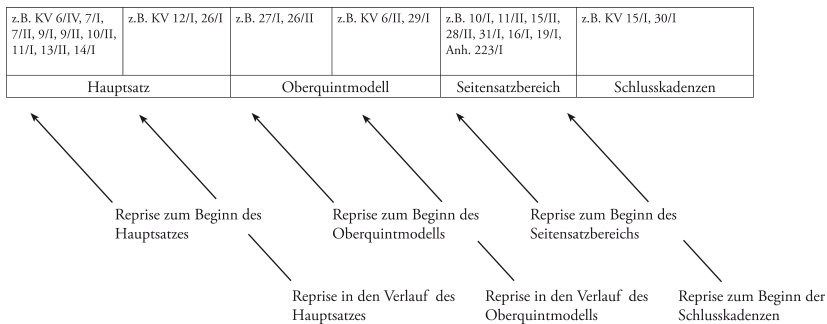 z.B. KV 6/IV, 7/I,
7/II, 9/I, 9/II, 10/II,
11/I, 13/II, 14/I
z.B. KV 12/I, 26/I
z.B. 27/I, 26/II
z.B. KV 6/II, 29/I
z.B. 10/I, 11/II, 15/II,
28/II, 31/I, 16/I, 19/I,
Anh. 223/I
z.B. KV 15/I, 30/I
Hauptsatz
Oberquintmodell
Seitensatzbereich
Schlusskadenzen
Reprise zum Beginn des
Hauptsatzes
Reprise zum Beginn des
Oberquintmodells
Reprise zum Beginn des
Seitensatzbereichs
Reprise in den Verlauf des
Hauptsatzes
Reprise in den Verlauf des
Oberquintmodells
Reprise zum Beginn der
Schlusskadenzen